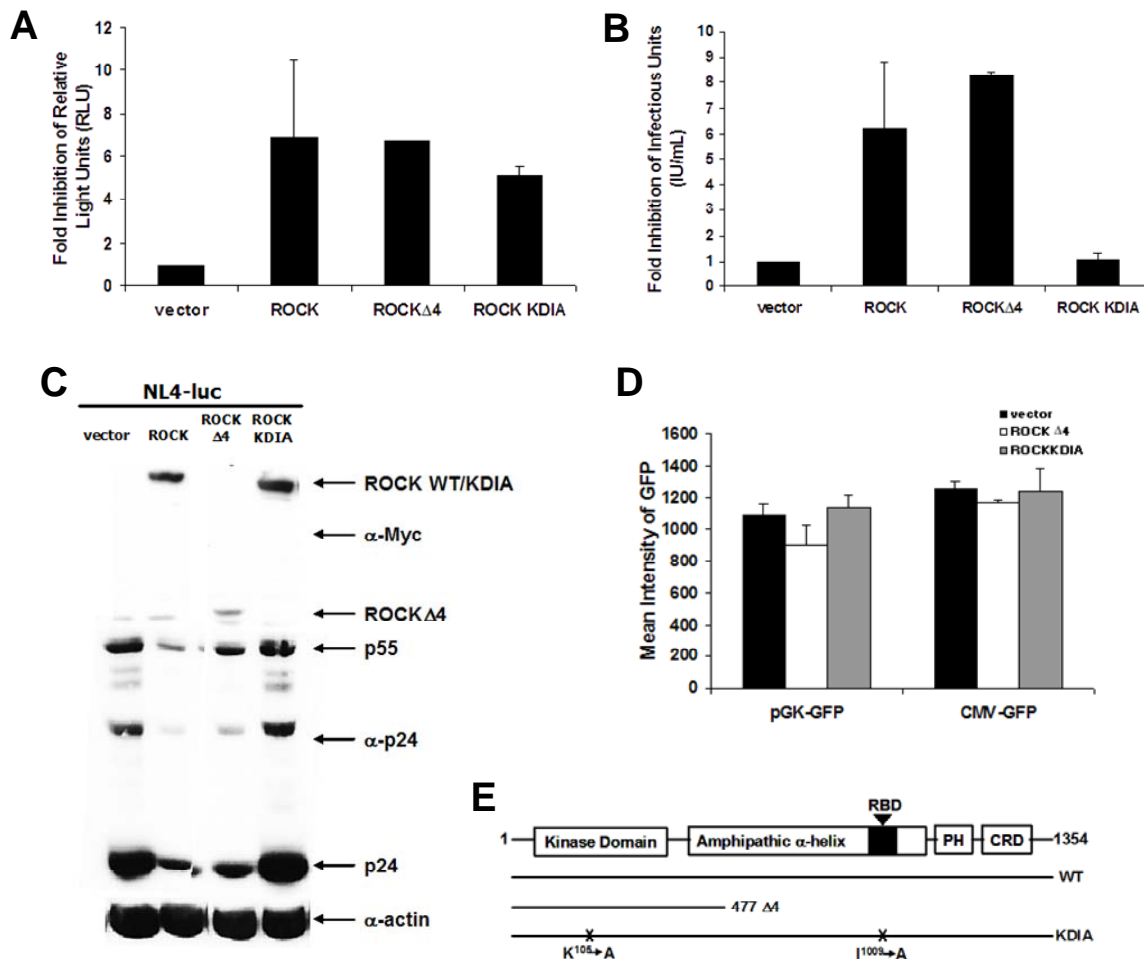 A
Fold Inhibition of Relative
Light Units (RLU)
12
10
8
6
4
2
0
vector
ROCK
ROCKΔ4
ROCK KDIA
B
Fold Inhibition of Infectious Units
(IU/mL)
10
9
8
7
6
5
4
3
2
1
0
vector
ROCK
ROCKΔ4
ROCK KDIA
C
NL4-luc
vector
ROCK
ROCK
Δ4
ROCK
KDIA
ROCK WT/KDIA
α-Myc
ROCKΔ4
p55
α-p24
p24
α-actin
D
vector
ROCK Δ4
ROCKKDIA
Mean Intensity of GFP
1600
1400
1200
1000
800
600
400
200
0
pGK-GFP
CMV-GFP
E
RBD
1
Kinase Domain
Amphipathic α-helix
PH
CRD
1354
WT
477 Δ4
KDIA
K105→A
I1009→A